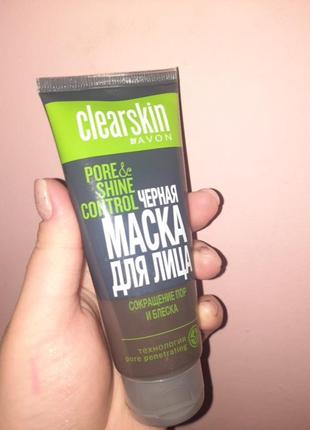 clearskin
AVON
PORE &
SHINE
CONTROL ЧЕРНАЯ
МАСКА
ДЛЯ ЛИЦА
СОКРАЩЕНИЕ ПОР
И БЛЕСКА
ТЕХНОЛОГИЯ
pore penetrating